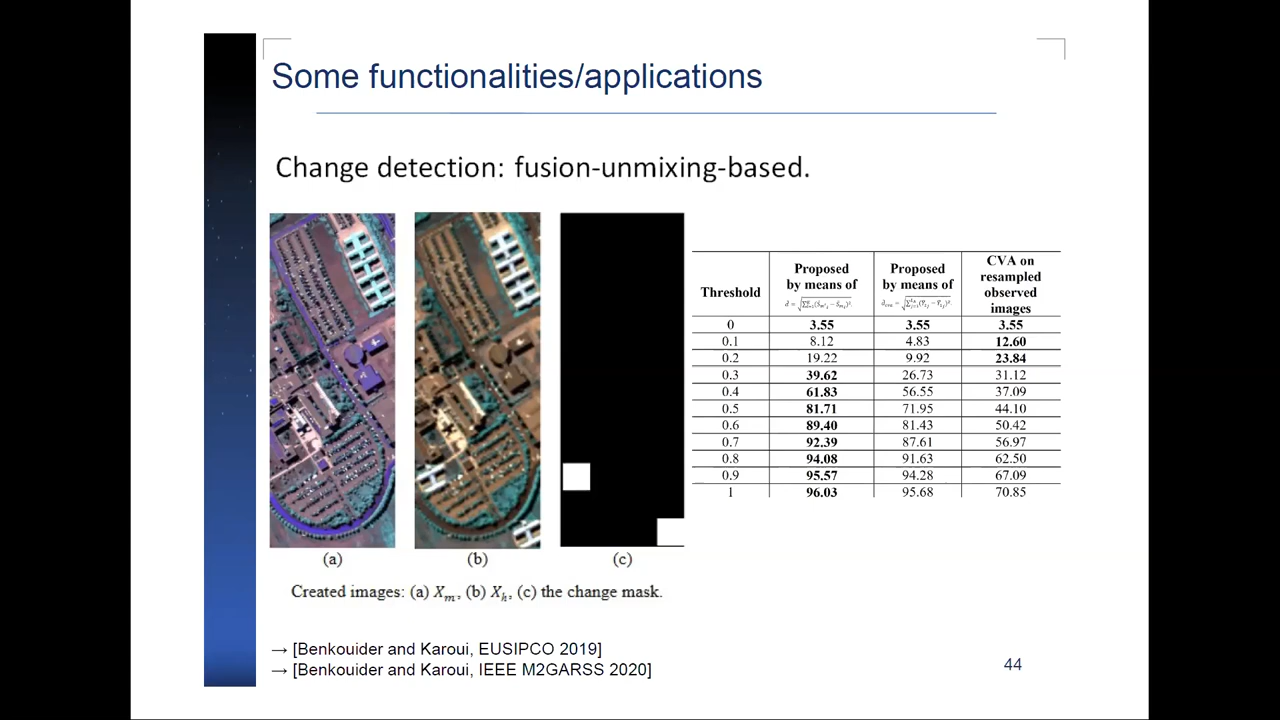 Some functionalities/applications
Change detection: fusion-unmixing-based.
Threshold
Proposed
by means of
Proposed
by means of
CVA on
resampled
observed
images
0 3.55 3.55 3.55
0.1 8.12 4.83 12.60
0.2 19.22 9.92 23.84
0.3 39.62 26.73 31.12
0.4 61.83 56.55 37.09
0.5 81.71 71.95 44.10
0.6 89.40 81.43 50.42
0.7 92.39 87.61 56.97
0.8 94.08 91.63 62.50
0.9 95.57 94.28 67.09
1 96.03 95.68 70.85
(a) (b) (c)
Created images: (a) Xm, (b) Xh, (c) the change mask.
→ [Benkouider and Karoui, EUSIPCO 2019]
→ [Benkouider and Karoui, IEEE M2GARSS 2020]
44